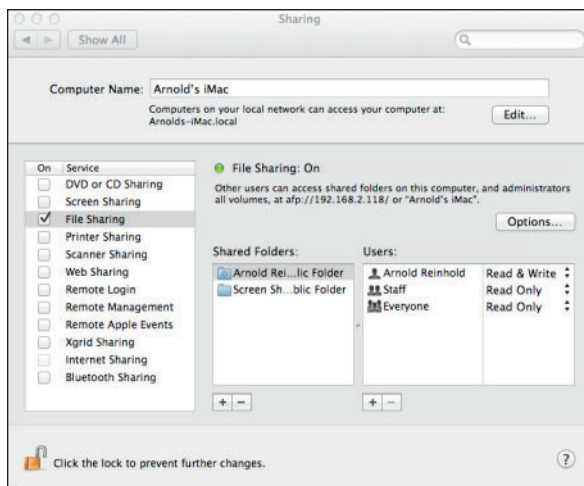 Sharing
Show All
Computer Name: Arnold's iMac
Computers on your local network can access your computer at:
Arnolds-iMac.local
Edit...
On Service
DVD or CD Sharing
Screen Sharing
File Sharing
Printer Sharing
Scanner Sharing
Web Sharing
Remote Login
Remote Management
Remote Apple Events
Xgrid Sharing
Internet Sharing
Bluetooth Sharing
File Sharing: On
Other users can access shared folders on this computer, and administrators
all volumes, at afp://192.168.2.118/ or "Arnold's iMac".
Options...
Shared Folders:
Arnold Rei...lic Folder
Screen Sh...blic Folder
Users:
Arnold Reinhold Read & Write
Staff Read Only
Everyone Read Only
+ − + −
Click the lock to prevent further changes.
?